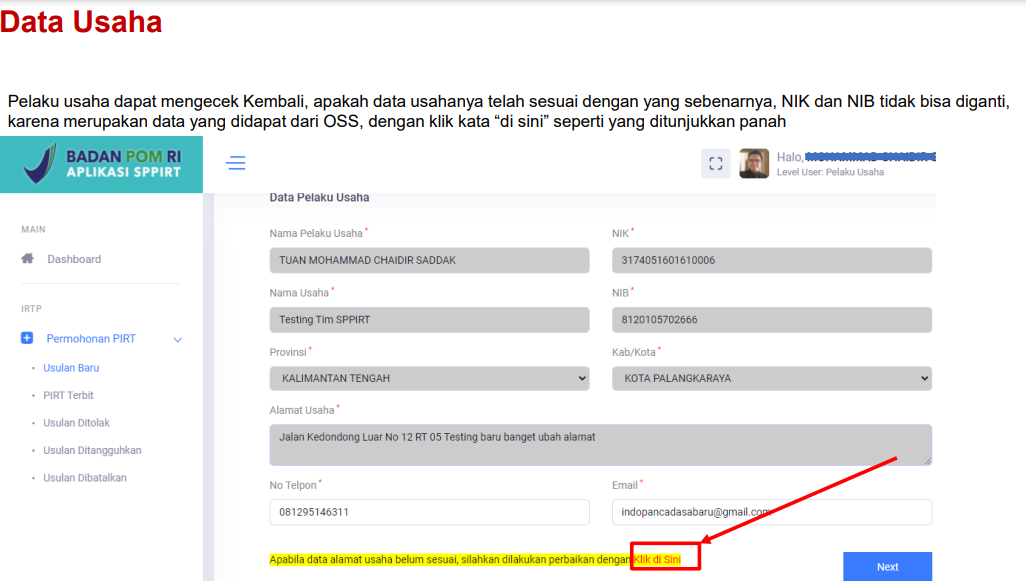 Data Usaha
Pelaku usaha dapat mengecek Kembali, apakah data usahanya telah sesuai dengan yang sebenarnya, NIK dan NIB tidak bisa diganti,
karena merupakan data yang didapat dari OSS, dengan klik kata “di sini” seperti yang ditunjukkan panah
BADAN POM RI
APLIKASI SPPIRT
Halo,
Level User: Pelaku Usaha
MAIN
Dashboard
IRTP
Permohonan PIRT
Usulan Baru
PIRT Terbit
Usulan Ditolak
Usulan Ditangguhkan
Usulan Dibatalkan
Data Pelaku Usaha
Nama Pelaku Usaha *
NIK *
TUAN MOHAMMAD CHAIDIR SADDAK
3174051601610006
Nama Usaha *
NIB *
Testing Tim SPPIRT
8120105702666
Provinsi *
Kab/Kota *
KALIMANTAN TENGAH
KOTA PALANGKARAYA
Alamat Usaha *
Jalan Kedondong Luar No 12 RT 05 Testing baru banget ubah alamat
No Telpon *
Email *
081295146311
indopancadasabaru@gmail.com
Apabila data alamat usaha belum sesuai, silahkan dilakukan perbaikan dengan Klik di Sini
Next